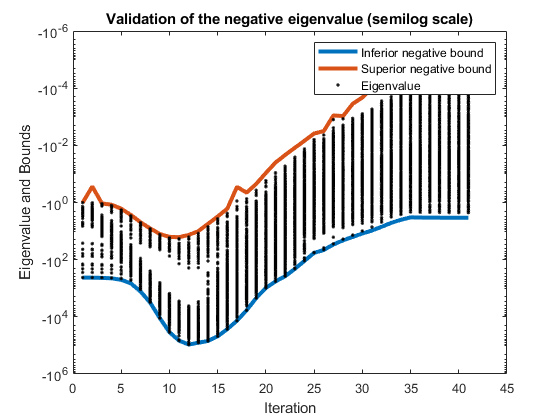 Validation of the negative eigenvalue (semilog scale)
-10^-6
Inferior negative bound
Superior negative bound
Eigenvalue
-10^-4
-10^-2
-10^0
-10^2
-10^4
-10^6
Eigenvalue and Bounds
0 5 10 15 20 25 30 35 40 45
Iteration